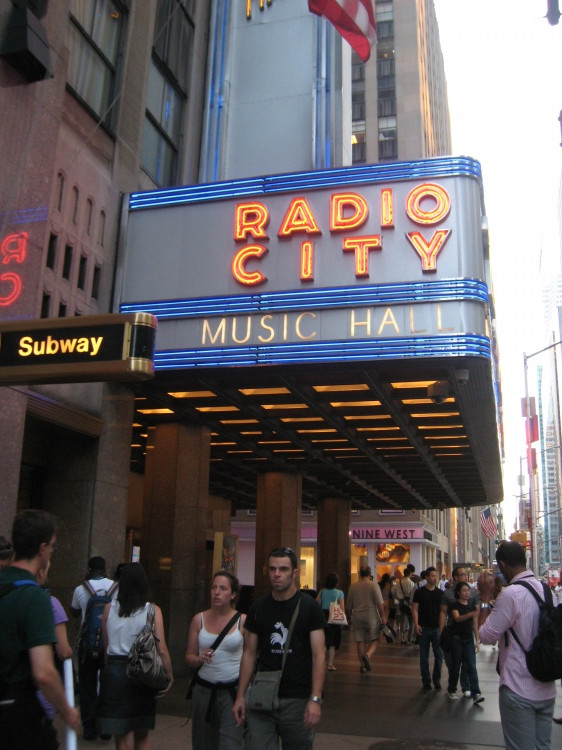 RADIO
CITY
MUSIC HALL
Subway
NINE WEST